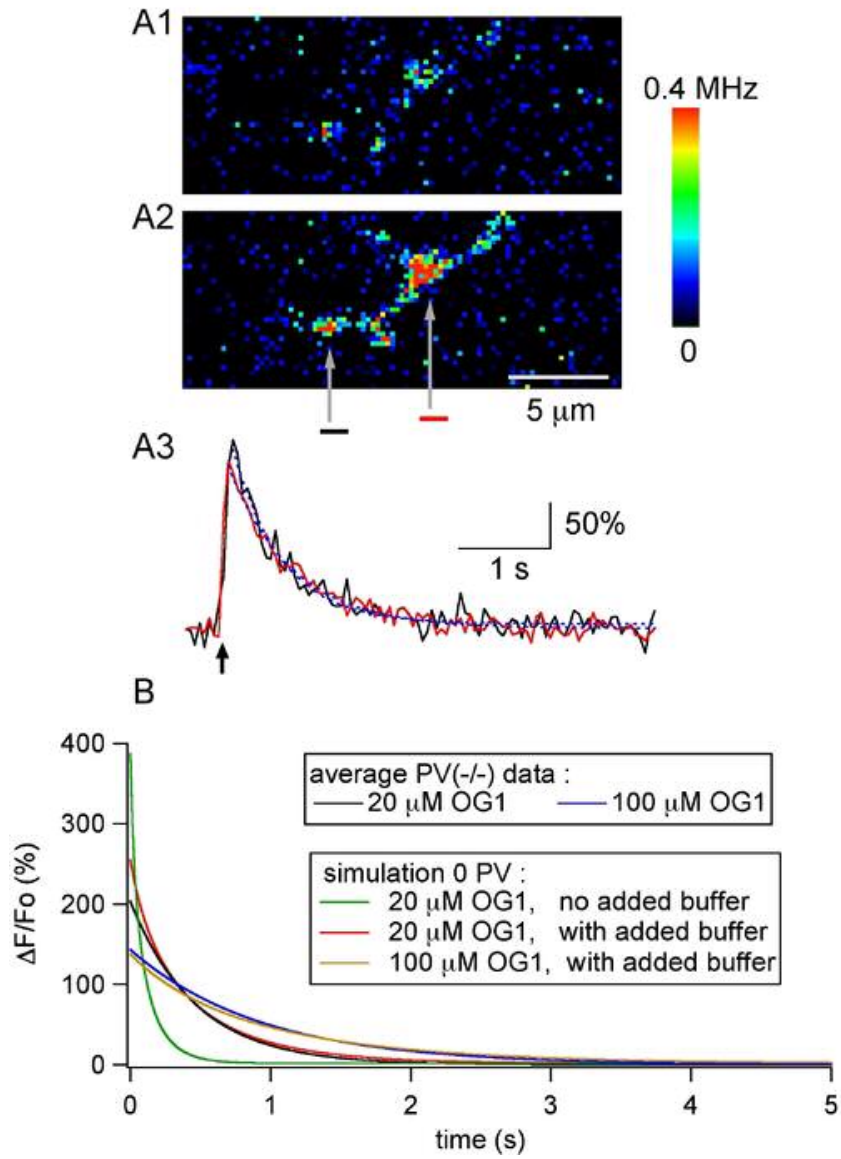 A1
0.4 MHz
A2
0
5 μm
A3
50%
1 s
B
400
300
200
100
0
ΔF/Fo (%)
average PV(-/-) data :
20 μM OG1 100 μM OG1
simulation 0 PV :
20 μM OG1, no added buffer
20 μM OG1, with added buffer
100 μM OG1, with added buffer
0 1 2 3 4 5
time (s)